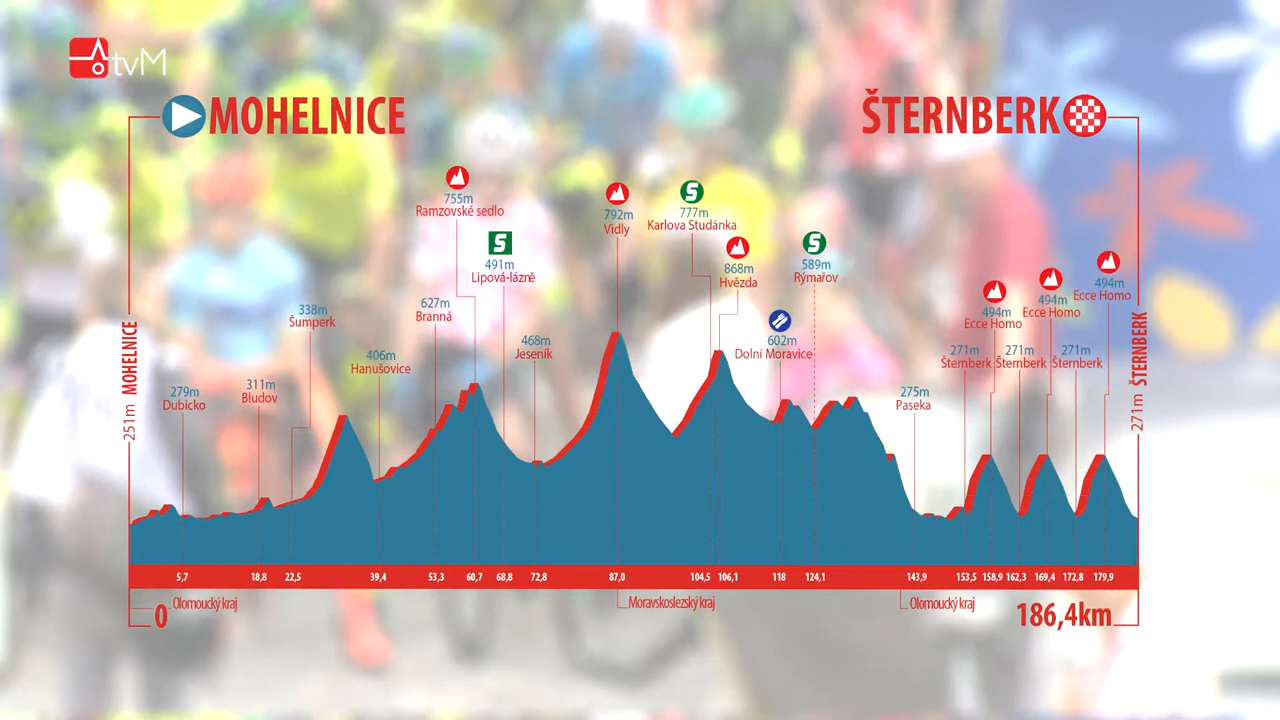 tvM
MOHELNICE
ŠTERNBERK
755m
Ramzovské sedlo
792m
Vidly
S
777m
Karlova Studánka
S
491m
Lipová-lázně
868m
Hvězda
S
589m
Rýmařov
494m
Ecce Homo
494m
Ecce Homo
494m
Ecce Homo
338m
Šumperk
627m
Branná
406m
Hanušovice
468m
Jeseník
602m
Dolní Moravice
279m
Dubicko
311m
Bludov
275m
Paseka
271m
Šternberk
271m
Šternberk
271m
Šternberk
251m MOHELNICE
271m ŠTERNBERK
5,7 18,8 22,5 39,4 53,3 60,7 68,8 72,8 87,0 104,5 106,1 118 124,1 143,9 153,5 158,9 162,3 169,4 172,8 179,9
Olomoucký kraj Moravskoslezský kraj Olomoucký kraj
0 186,4km